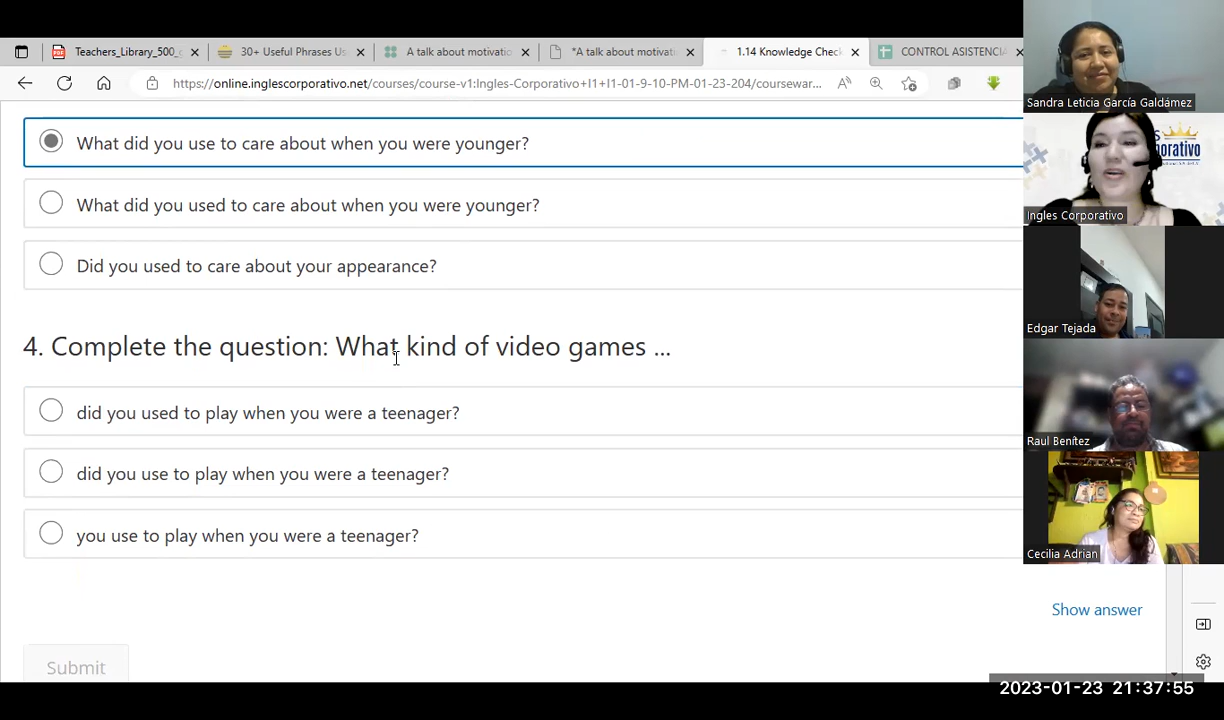 Teachers_Library_500_
30+ Useful Phrases Us
A talk about motivatio
*A talk about motivati
1.14 Knowledge Chec
CONTROL ASISTENCIA
https://online.inglescorporativo.net/courses/course-v1:Ingles-Corporativo+I1+I1-01-9-10-PM-01-23-204/coursewar...
What did you use to care about when you were younger?
What did you used to care about when you were younger?
Did you used to care about your appearance?
4. Complete the question: What kind of video games ...
did you used to play when you were a teenager?
did you use to play when you were a teenager?
you use to play when you were a teenager?
Show answer
Submit
Sandra Leticia García Galdámez
Ingles Corporativo
Edgar Tejada
Raul Benítez
Cecilia Adrian
2023-01-23 21:37:55